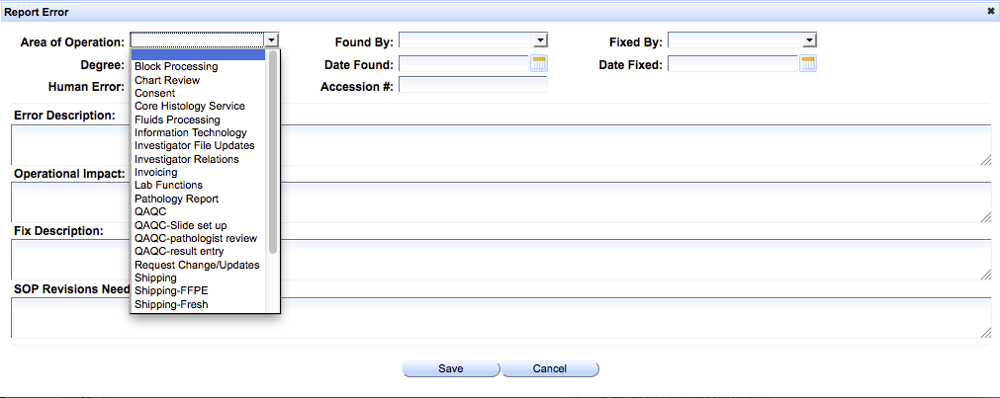 Report Error
Area of Operation: Found By: Fixed By:
Degree: Date Found: Date Fixed:
Human Error: Accession #:
Block Processing
Chart Review
Consent
Core Histology Service
Fluids Processing
Information Technology
Investigator File Updates
Investigator Relations
Invoicing
Lab Functions
Pathology Report
QAQC
QAQC-Slide set up
QAQC-pathologist review
QAQC-result entry
Request Change/Updates
Shipping
Shipping-FFPE
Shipping-Fresh
Error Description:
Operational Impact:
Fix Description:
SOP Revisions Need
Save Cancel